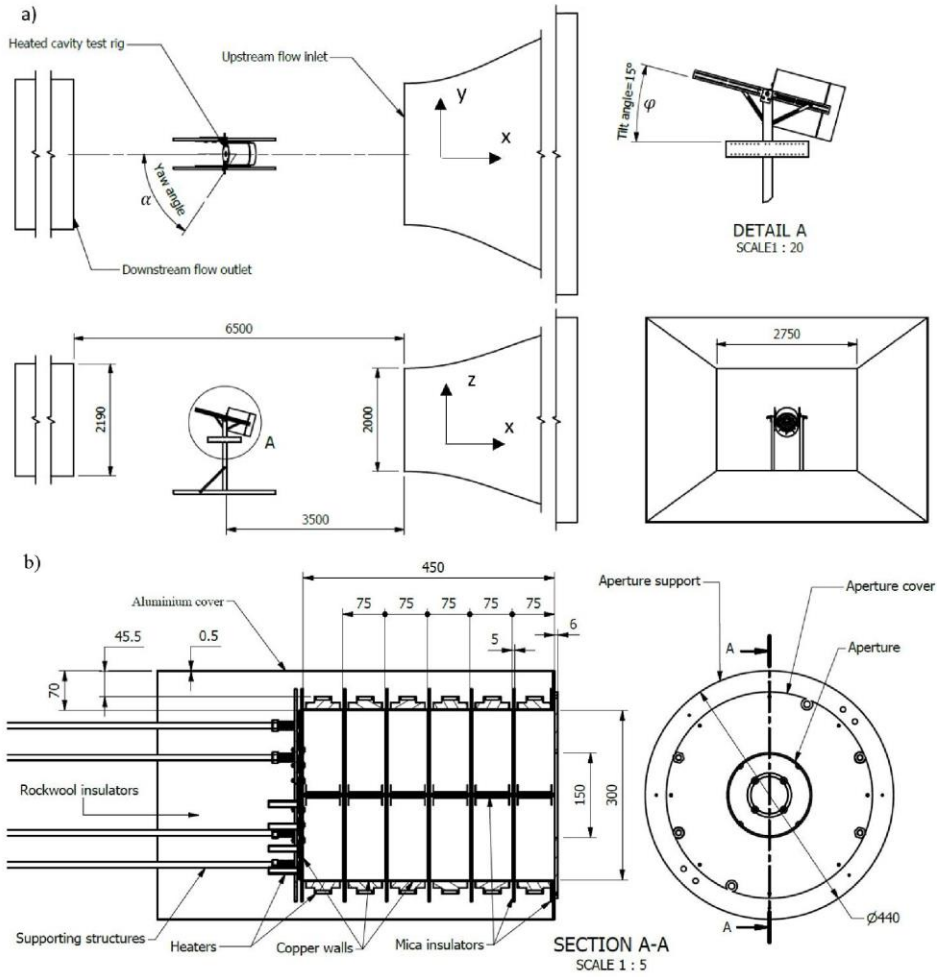 a)
Heated cavity test rig
Upstream flow inlet
y
x
Yaw angle
α
Downstream flow outlet
Tilt angle=15°
φ
DETAIL A
SCALE1 : 20
6500
2190
A
2000
z
x
3500
2750
b)
450
Aluminium cover
75
75
75
75
75
45.5
0.5
5
6
70
Rockwool insulators
150
300
Supporting structures
Heaters
Copper walls
Mica insulators
SECTION A-A
SCALE 1 : 5
Aperture support
Aperture cover
A
Aperture
A
Ø440